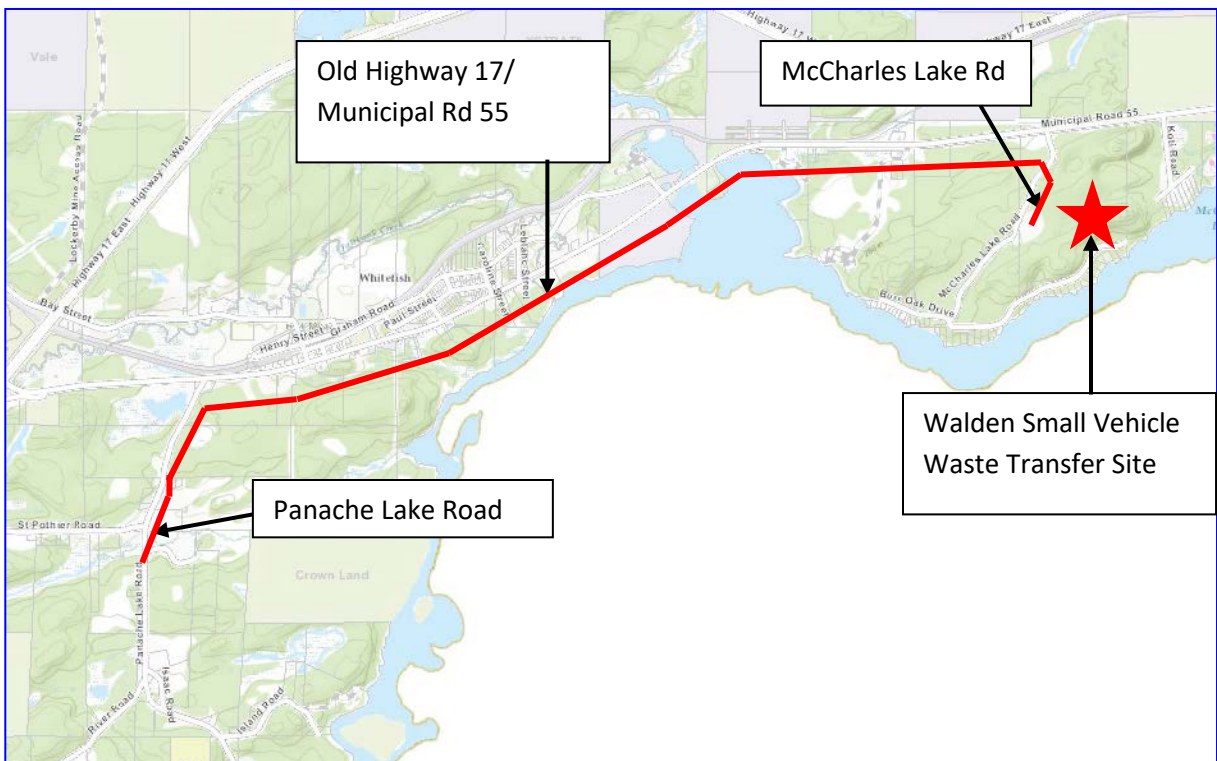 Vale
Highway 17 East
Old Highway 17/
Municipal Rd 55
McCharles Lake Rd
Municipal Road 55
Koti Road
Lockerby Mine Access Road
Highway 17 East Highway West
Whitefish
Caroline Street
Leblanc Street
Bay Street
Henry Street
Graham Road
Paul Street
McCharles Lake Road
Burr Oak Drive
Walden Small Vehicle
Waste Transfer Site
Panache Lake Road
St Pothier Road
Crown Land
Panache Lake Road
Isaac Road
River Road
Island Road